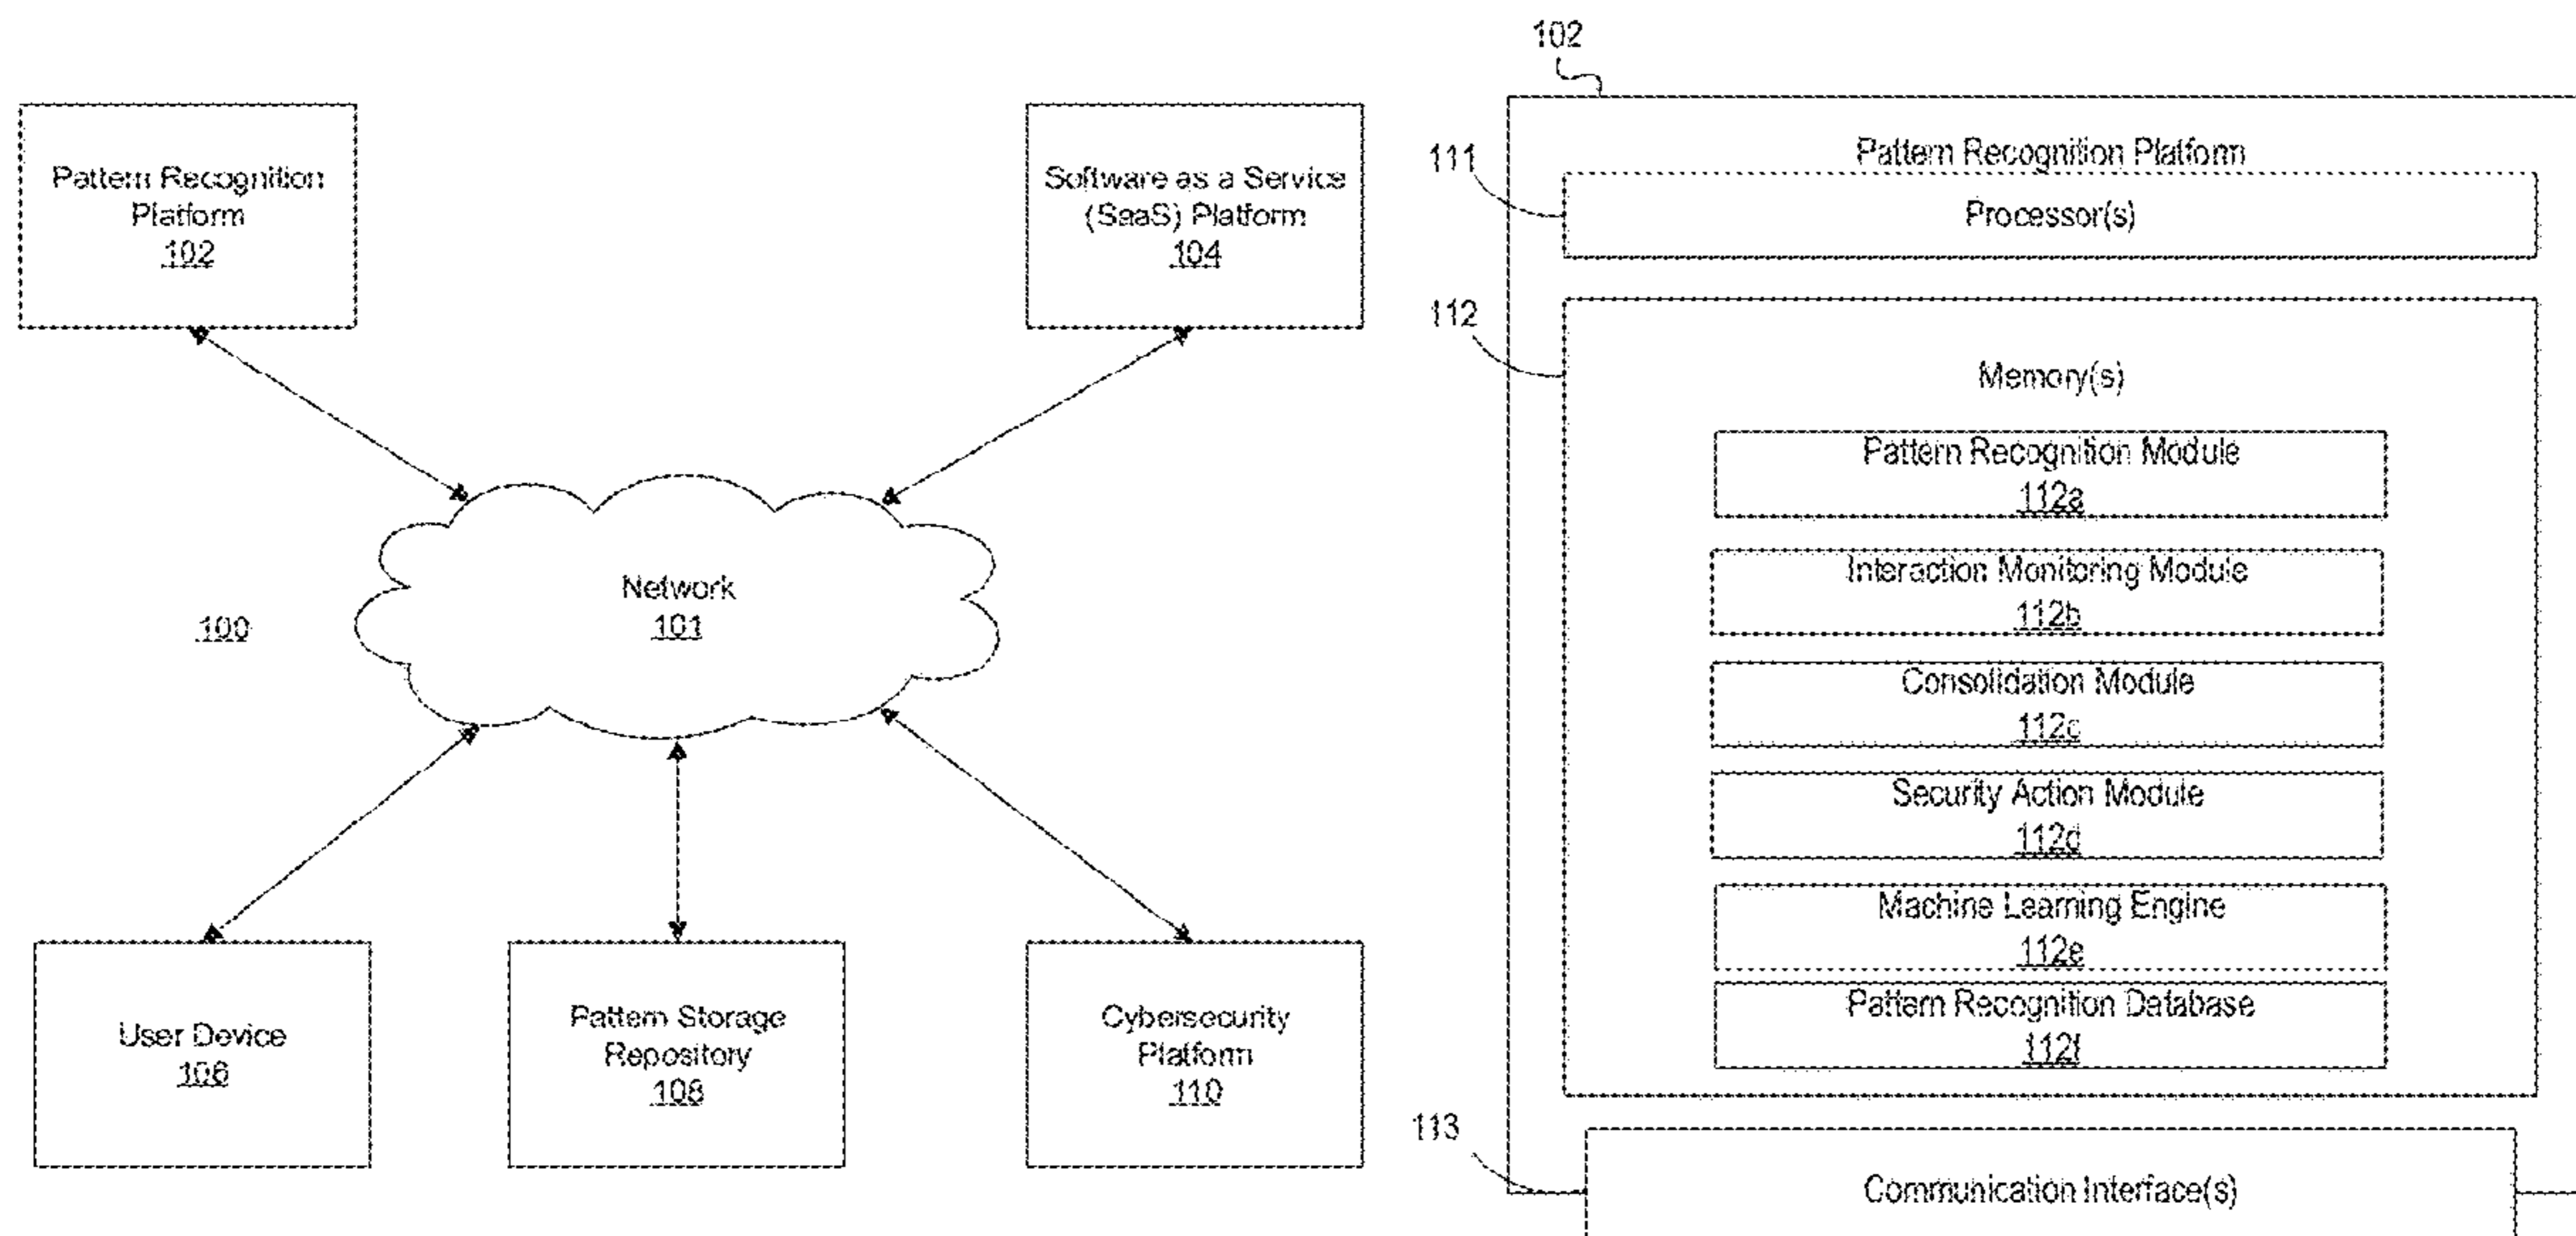 Pattern Recognition
Platform
102
Software as a Service
(SaaS) Platform
104
Network
101
100
User Device
106
Pattern Storage
Repository
108
Cybersecurity
Platform
110
102
Pattern Recognition Platform
111
Processor(s)
112
Memory(s)
Pattern Recognition Module
112a
Interaction Monitoring Module
112b
Consolidation Module
112c
Security Action Module
112d
Machine Learning Engine
112e
Pattern Recognition Database
112f
113
Communication Interface(s)